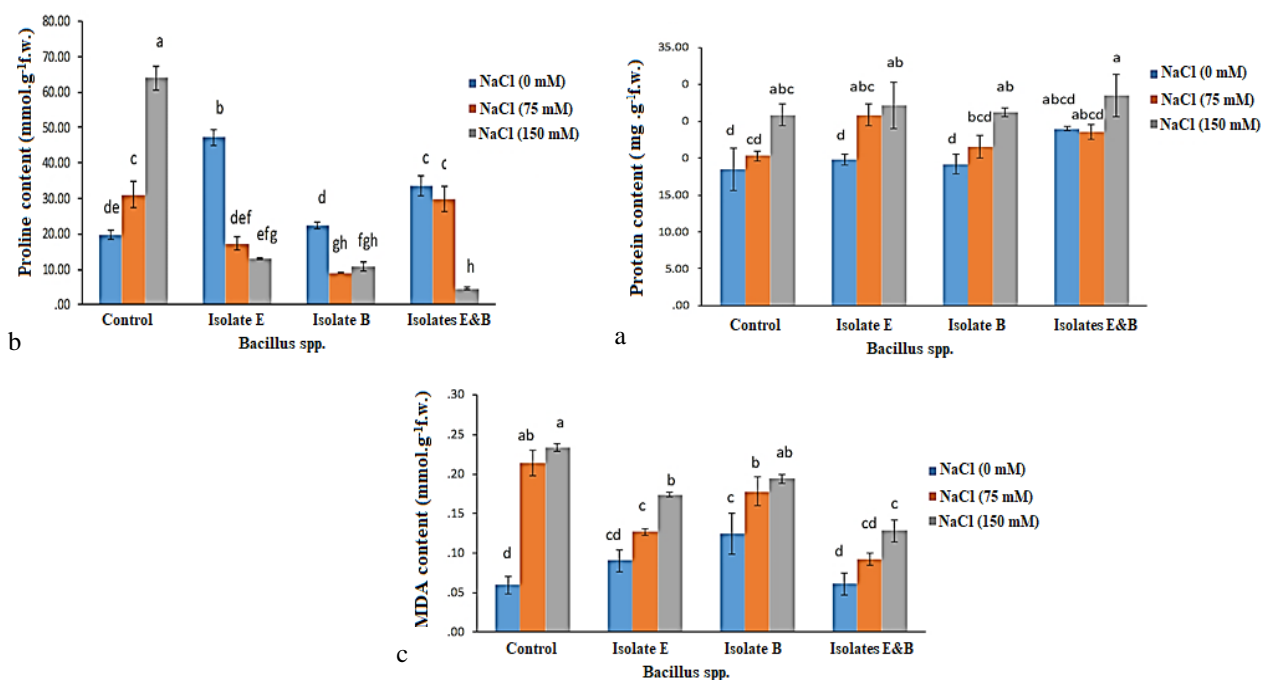 Proline content (mmol.g-1f.w.)
80.00
70.00
60.00
50.00
40.00
30.00
20.00
10.00
.00
de
c
a
b
def
efg
d
gh
fgh
c
c
h
NaCl (0 mM)
NaCl (75 mM)
NaCl (150 mM)
Control
Isolate E
Isolate B
Isolates E&B
Bacillus spp.
b
Protein content (mg .g-1f.w.)
35.00
0
0
0
15.00
5.00
.00
d
cd
abc
d
abc
ab
d
bcd
ab
abcd
abcd
a
NaCl (0 mM)
NaCl (75 mM)
NaCl (150 mM)
Control
Isolate E
Isolate B
Isolates E&B
Bacillus spp.
a
MDA content (mmol.g-1f.w.)
.30
.25
.20
.15
.10
.05
.00
d
ab
a
cd
c
b
c
b
ab
d
cd
c
NaCl (0 mM)
NaCl (75 mM)
NaCl (150 mM)
Control
Isolate E
Isolate B
Isolates E&B
Bacillus spp.
c